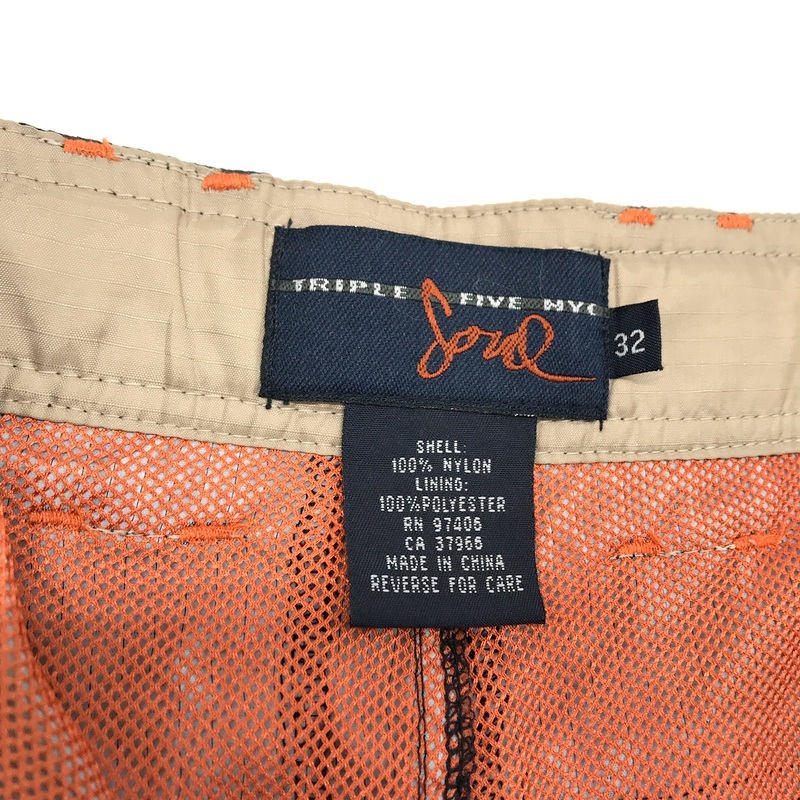 TRIPLE FIVE NYC
Soul
32
SHELL:
100% NYLON
LINING:
100%POLYESTER
RN 97406
CA 37966
MADE IN CHINA
REVERSE FOR CARE